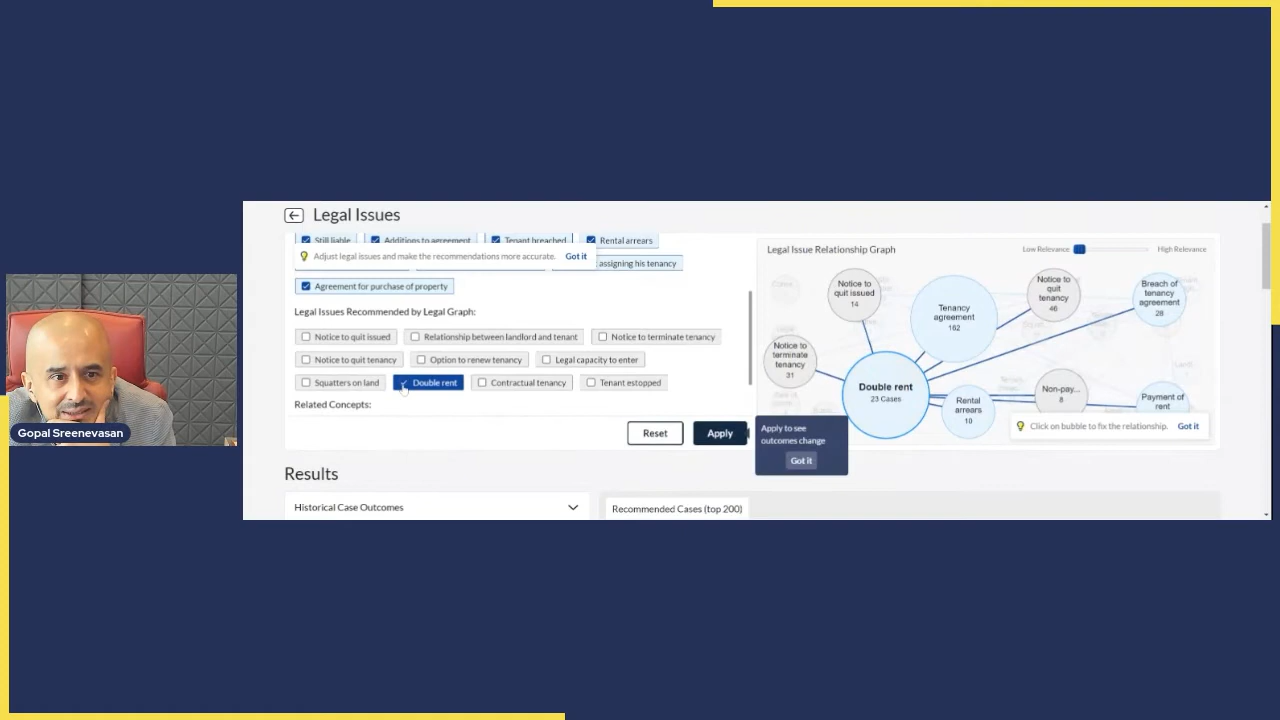 Legal Issues
Still liable
Additions to agreement
Tenant breached
Rental arrears
Adjust legal issues and make the recommendations more accurate. Got it
assigning his tenancy
Agreement for purchase of property
Legal Issues Recommended by Legal Graph:
Notice to quit issued
Relationship between landlord and tenant
Notice to terminate tenancy
Notice to quit tenancy
Option to renew tenancy
Legal capacity to enter
Squatters on land
Double rent
Contractual tenancy
Tenant estopped
Related Concepts:
Reset
Apply
Apply to see
outcomes change
Got it
Legal Issue Relationship Graph
Low Relevance
High Relevance
Notice to
quit issued
14
Tenancy
agreement
162
Notice to
quit
tenancy
46
Breach of
tenancy
agreement
28
Notice to
terminate
tenancy
31
Double rent
23 Cases
Rental
arrears
10
Non-pay...
8
Payment of
rent
Click on bubble to fix the relationship. Got it
Results
Historical Case Outcomes
Recommended Cases (top 200)
Gopal Sreenevasan